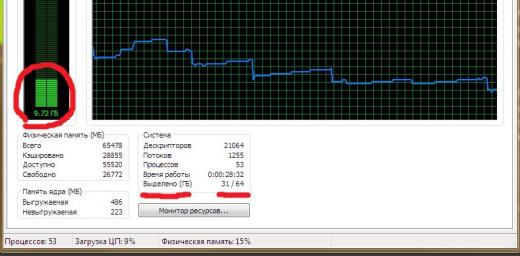 9.72 ГБ
Физическая память (МБ)
Всего 65478
Кэшировано 28855
Доступно 55520
Свободно 26772
Память ядра (МБ)
Выгружаемая 486
Невыгружаемая 223
Система
Дескрипторов 21064
Потоков 1255
Процессов 53
Время работы 0:00:28:32
Выделено (ГБ) 31 / 64
Монитор ресурсов...
Процессов: 53 Загрузка ЦП: 9% Физическая память: 15%